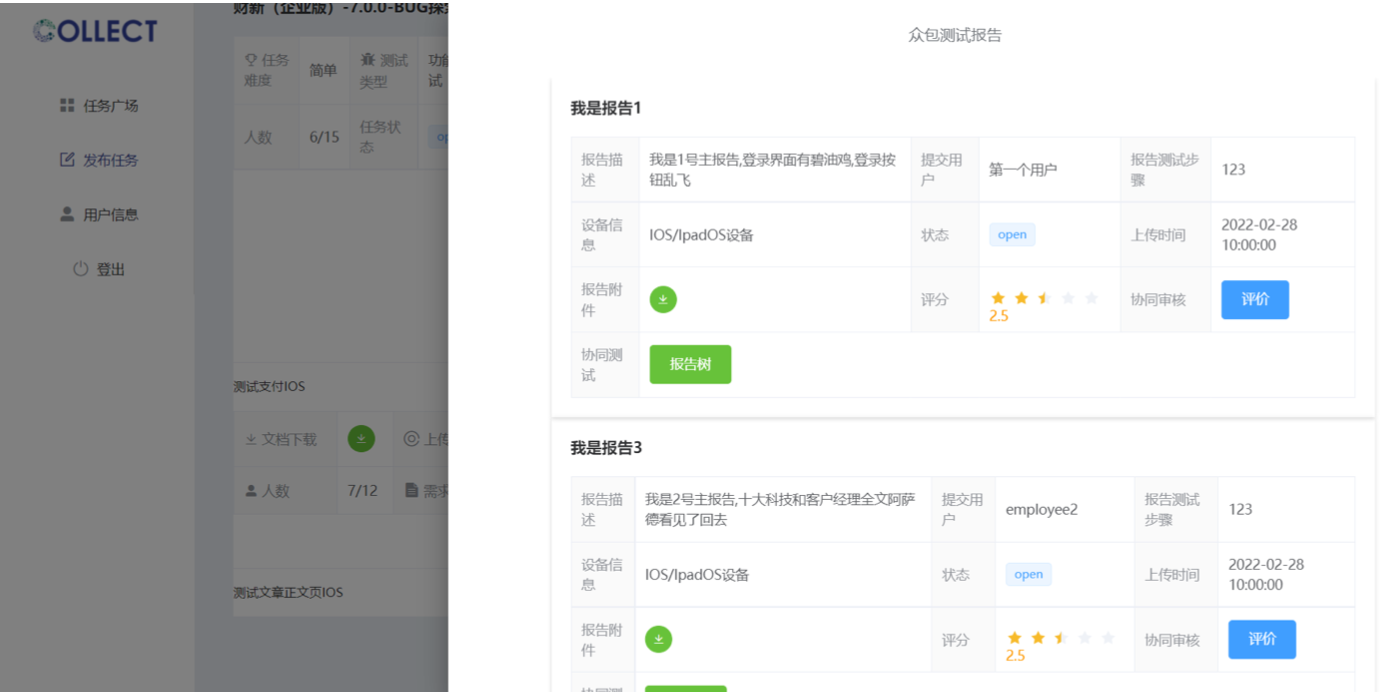 COLLECT
任务广场
发布任务
用户信息
登出
财新（企业版）-7.0.0-BUG探
任务
难度
简单
测试
类型
功能
试
人数
6/15
任务状
态
测试支付IOS
文档下载
上传
人数
7/12
需求
测试文章正文页IOS
众包测试报告
我是报告1
报告描
述
我是1号主报告,登录界面有碧油鸡,登录按
钮乱飞
提交用
户
第一个用户
报告测试步
骤
123
设备信
息
IOS/IpadOS设备
状态
open
上传时间
2022-02-28
10:00:00
报告附
件
评分
2.5
协同审核
评价
协同测
试
报告树
我是报告3
报告描
述
我是2号主报告,十大科技和客户经理全文阿萨
德看见了回去
提交用
户
employee2
报告测试
步骤
123
设备信
息
IOS/IpadOS设备
状态
open
上传时间
2022-02-28
10:00:00
报告附
件
评分
2.5
协同审核
评价
协同测